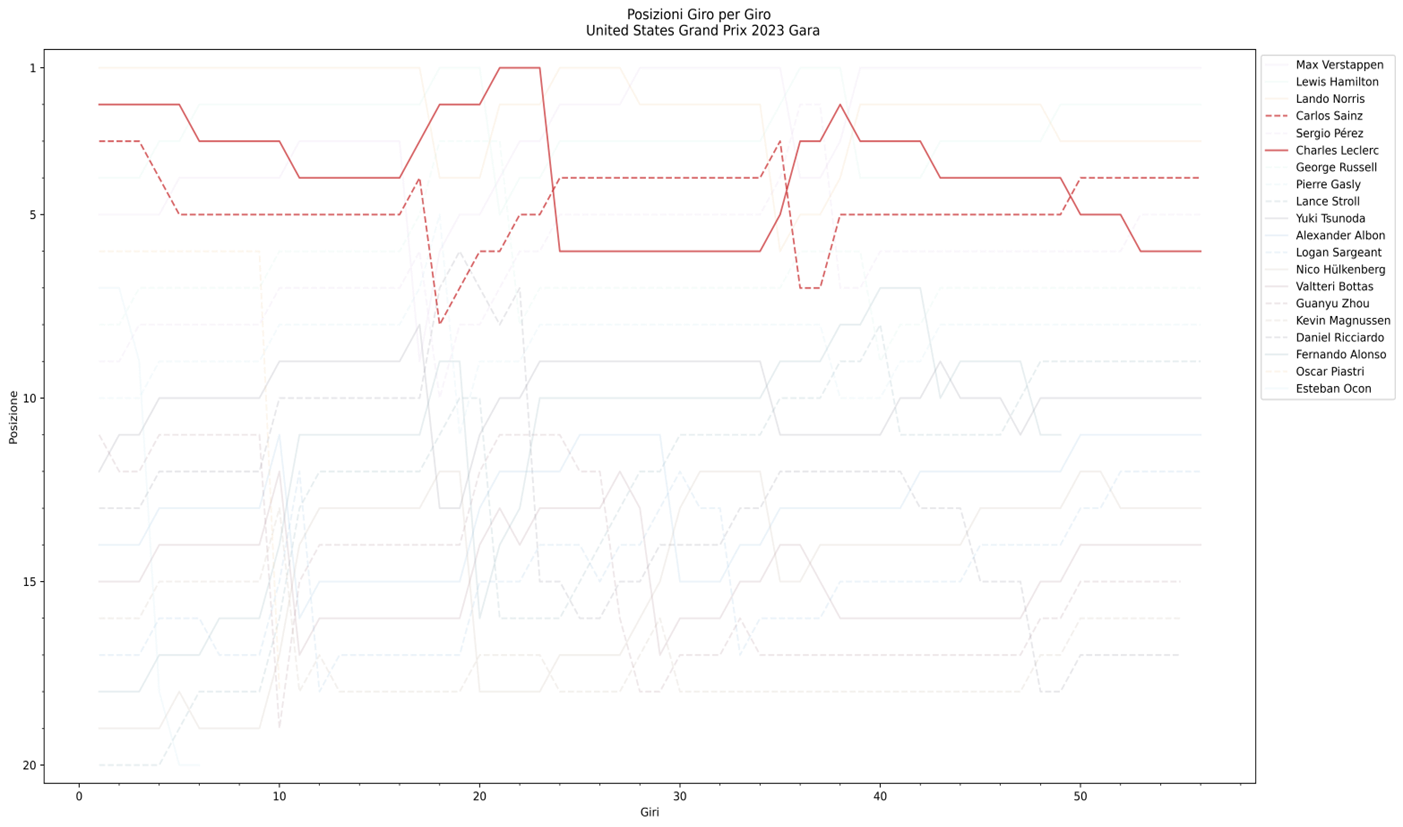 Posizioni Giro per Giro
United States Grand Prix 2023 Gara
Posizione
1
5
10
15
20
0 10 20 30 40 50
Giri
Max Verstappen
Lewis Hamilton
Lando Norris
Carlos Sainz
Sergio Pérez
Charles Leclerc
George Russell
Pierre Gasly
Lance Stroll
Yuki Tsunoda
Alexander Albon
Logan Sargeant
Nico Hülkenberg
Valtteri Bottas
Guanyu Zhou
Kevin Magnussen
Daniel Ricciardo
Fernando Alonso
Oscar Piastri
Esteban Ocon